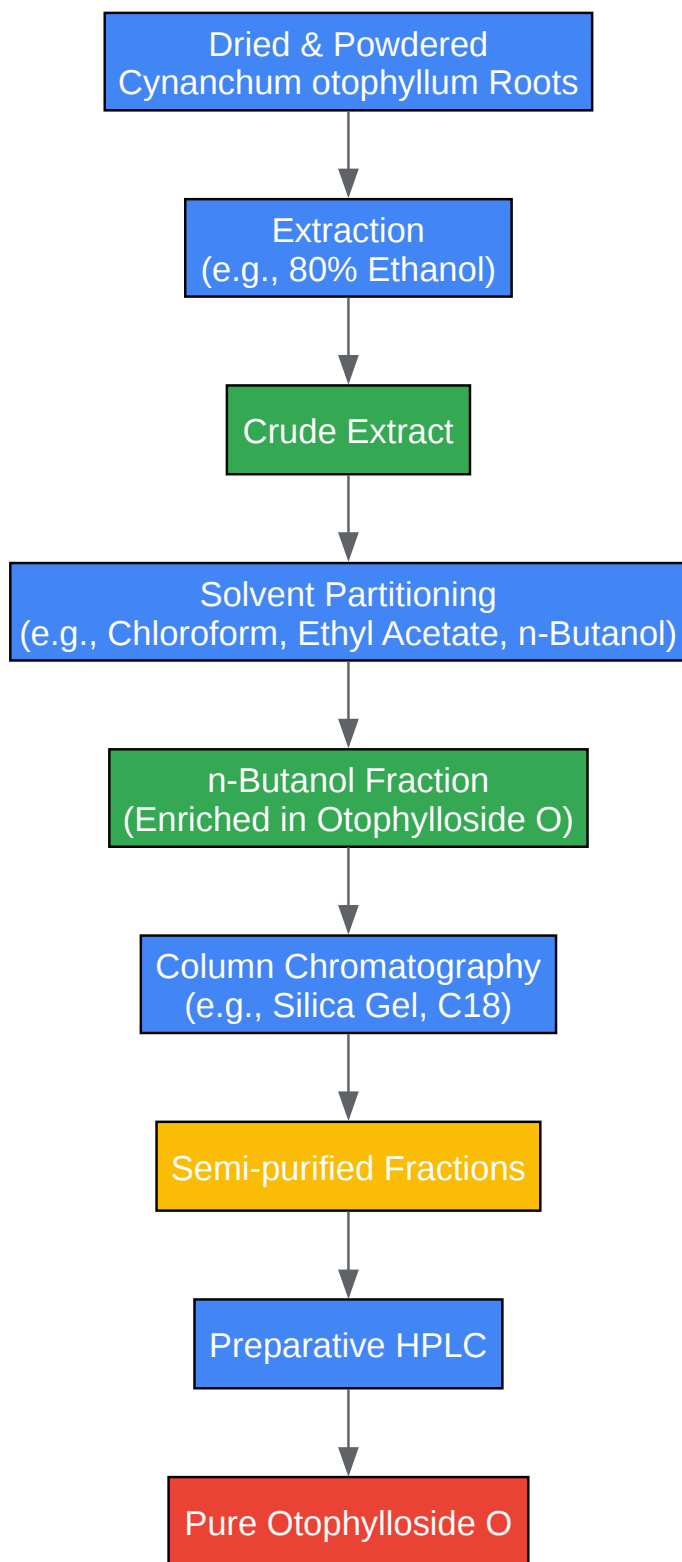 Dried & Powdered
Cynanchum otophyllum Roots
Extraction
(e.g., 80% Ethanol)
Crude Extract
Solvent Partitioning
(e.g., Chloroform, Ethyl Acetate, n-Butanol)
n-Butanol Fraction
(Enriched in Otophylloside O)
Column Chromatography
(e.g., Silica Gel, C18)
Semi-purified Fractions
Preparative HPLC
Pure Otophylloside O